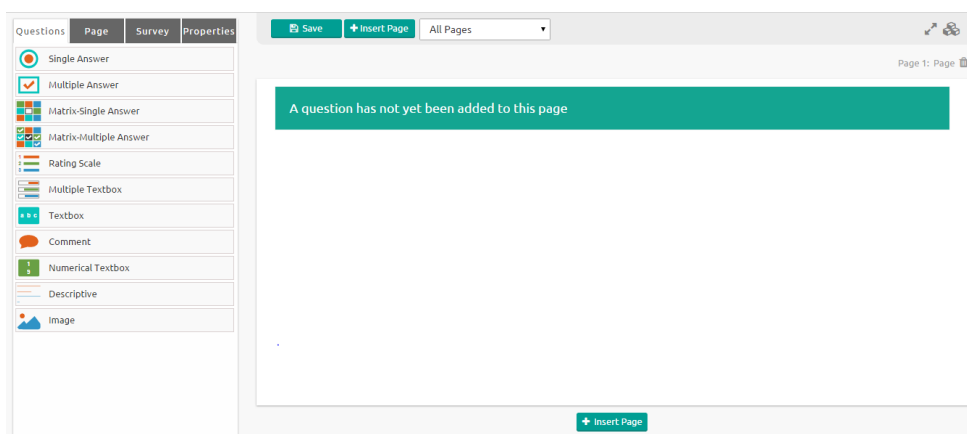 Questions Page Survey Properties
Save Insert Page All Pages
Page 1: Page
Single Answer
Multiple Answer
Matrix-Single Answer
Matrix-Multiple Answer
Rating Scale
Multiple Textbox
a b c Textbox
Comment
Numerical Textbox
Descriptive
Image
A question has not yet been added to this page
Insert Page